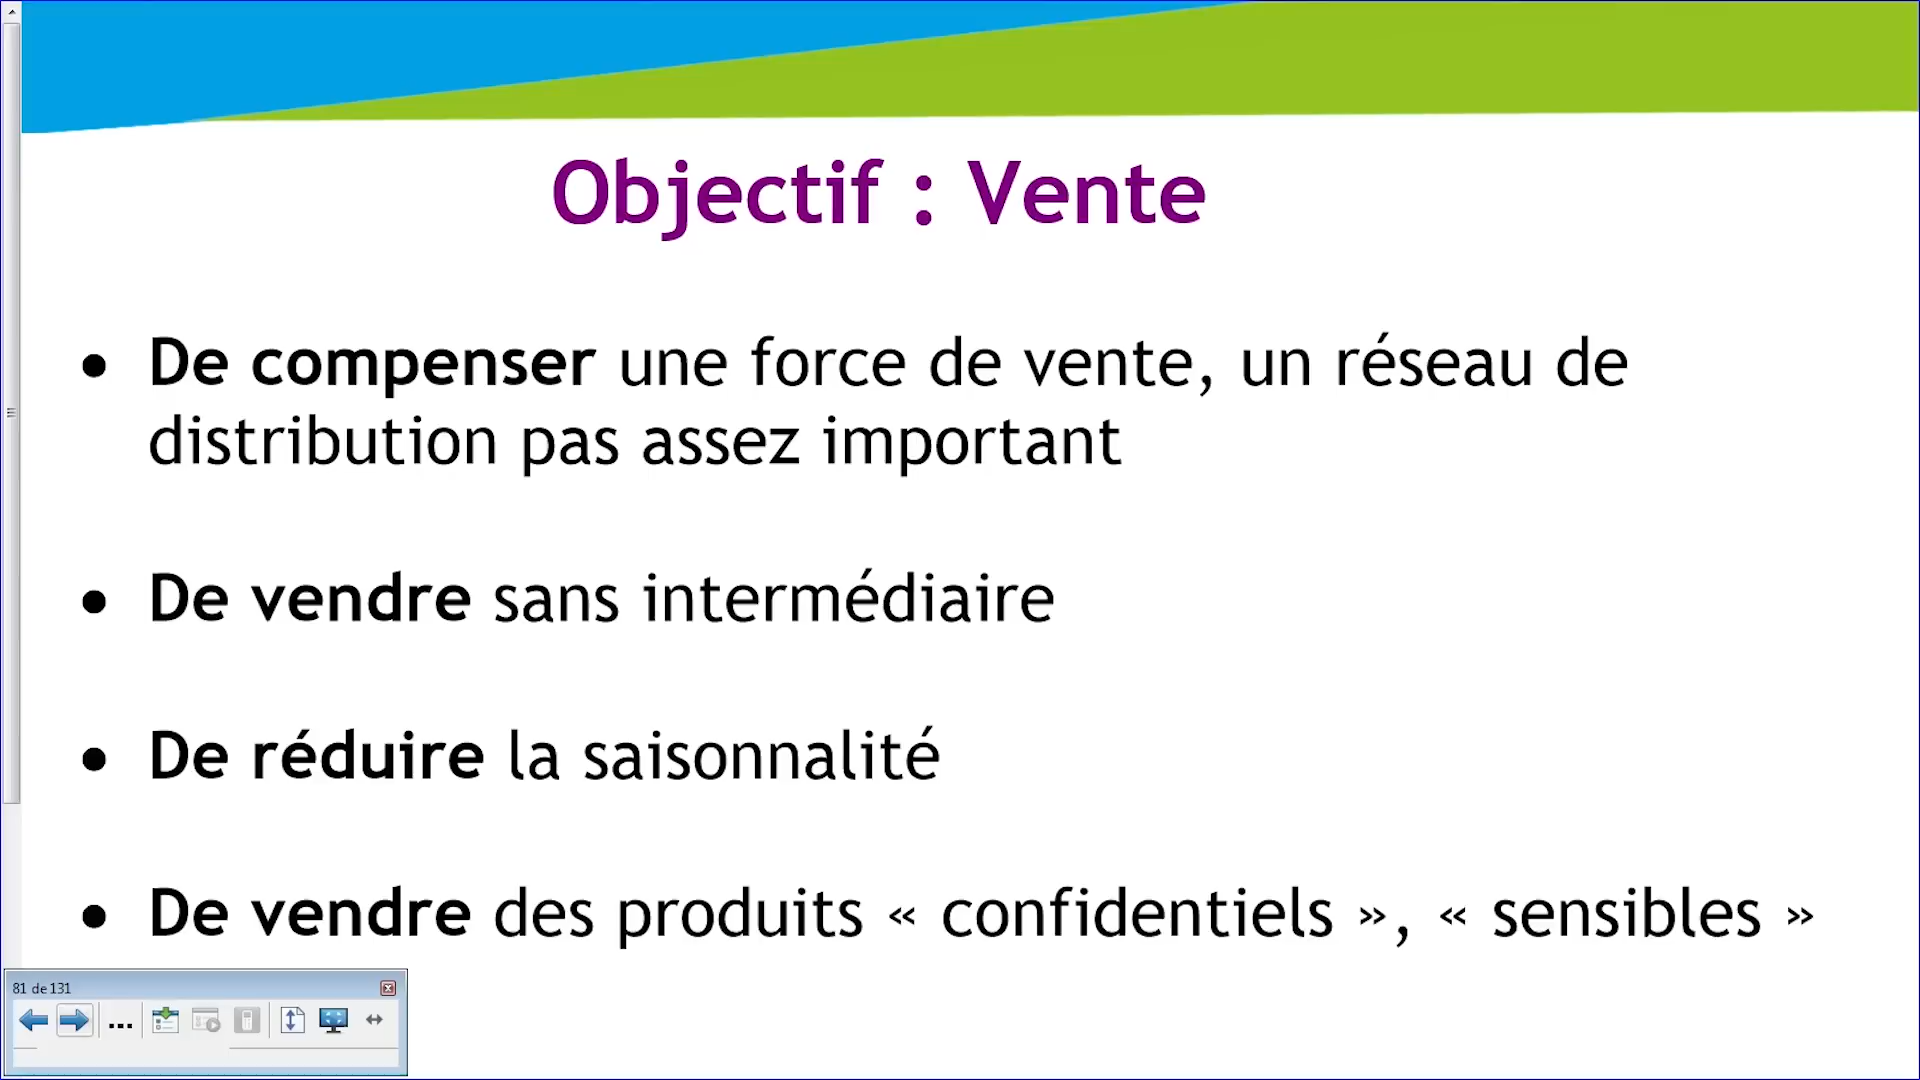 Objectif : Vente
• De compenser une force de vente, un réseau de
distribution pas assez important
• De vendre sans intermédiaire
• De réduire la saisonnalité
• De vendre des produits « confidentiels », « sensibles »
81 de 131